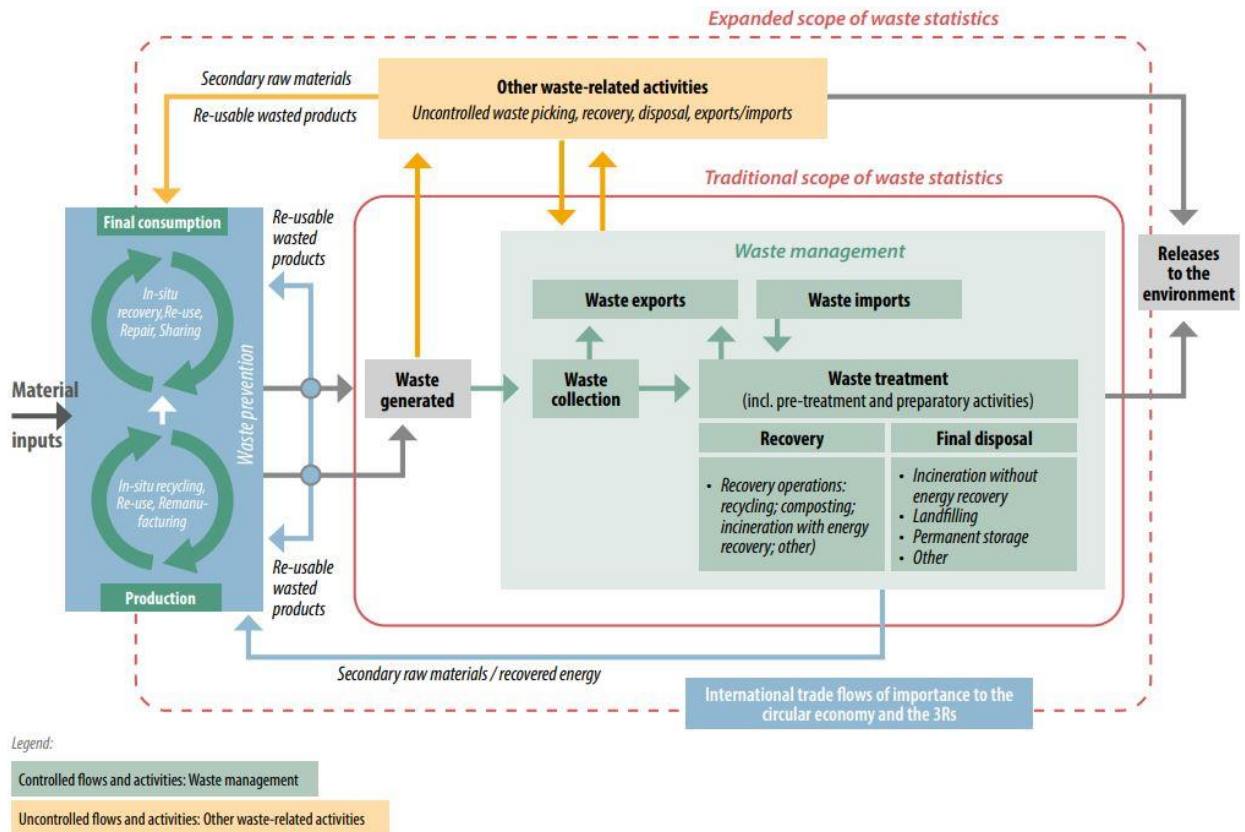 Expanded scope of waste statistics
Secondary raw materials
Re-usable wasted products
Other waste-related activities
Uncontrolled waste picking, recovery, disposal, exports/imports
Traditional scope of waste statistics
Final consumption
Re-usable
wasted
products
In-situ
recovery, Re-use,
Repair, Sharing
Waste prevention
Material
inputs
In-situ recycling,
Re-use, Remanu-
facturing
Production
Re-usable
wasted
products
Waste
generated
Waste management
Waste exports
Waste imports
Waste
collection
Waste treatment
(incl. pre-treatment and preparatory activities)
Recovery
• Recovery operations:
recycling; composting;
incineration with energy
recovery; other)
Final disposal
• Incineration without
energy recovery
• Landfilling
• Permanent storage
• Other
Releases
to the
environment
Secondary raw materials / recovered energy
International trade flows of importance to the
circular economy and the 3Rs
Legend:
Controlled flows and activities: Waste management
Uncontrolled flows and activities: Other waste-related activities